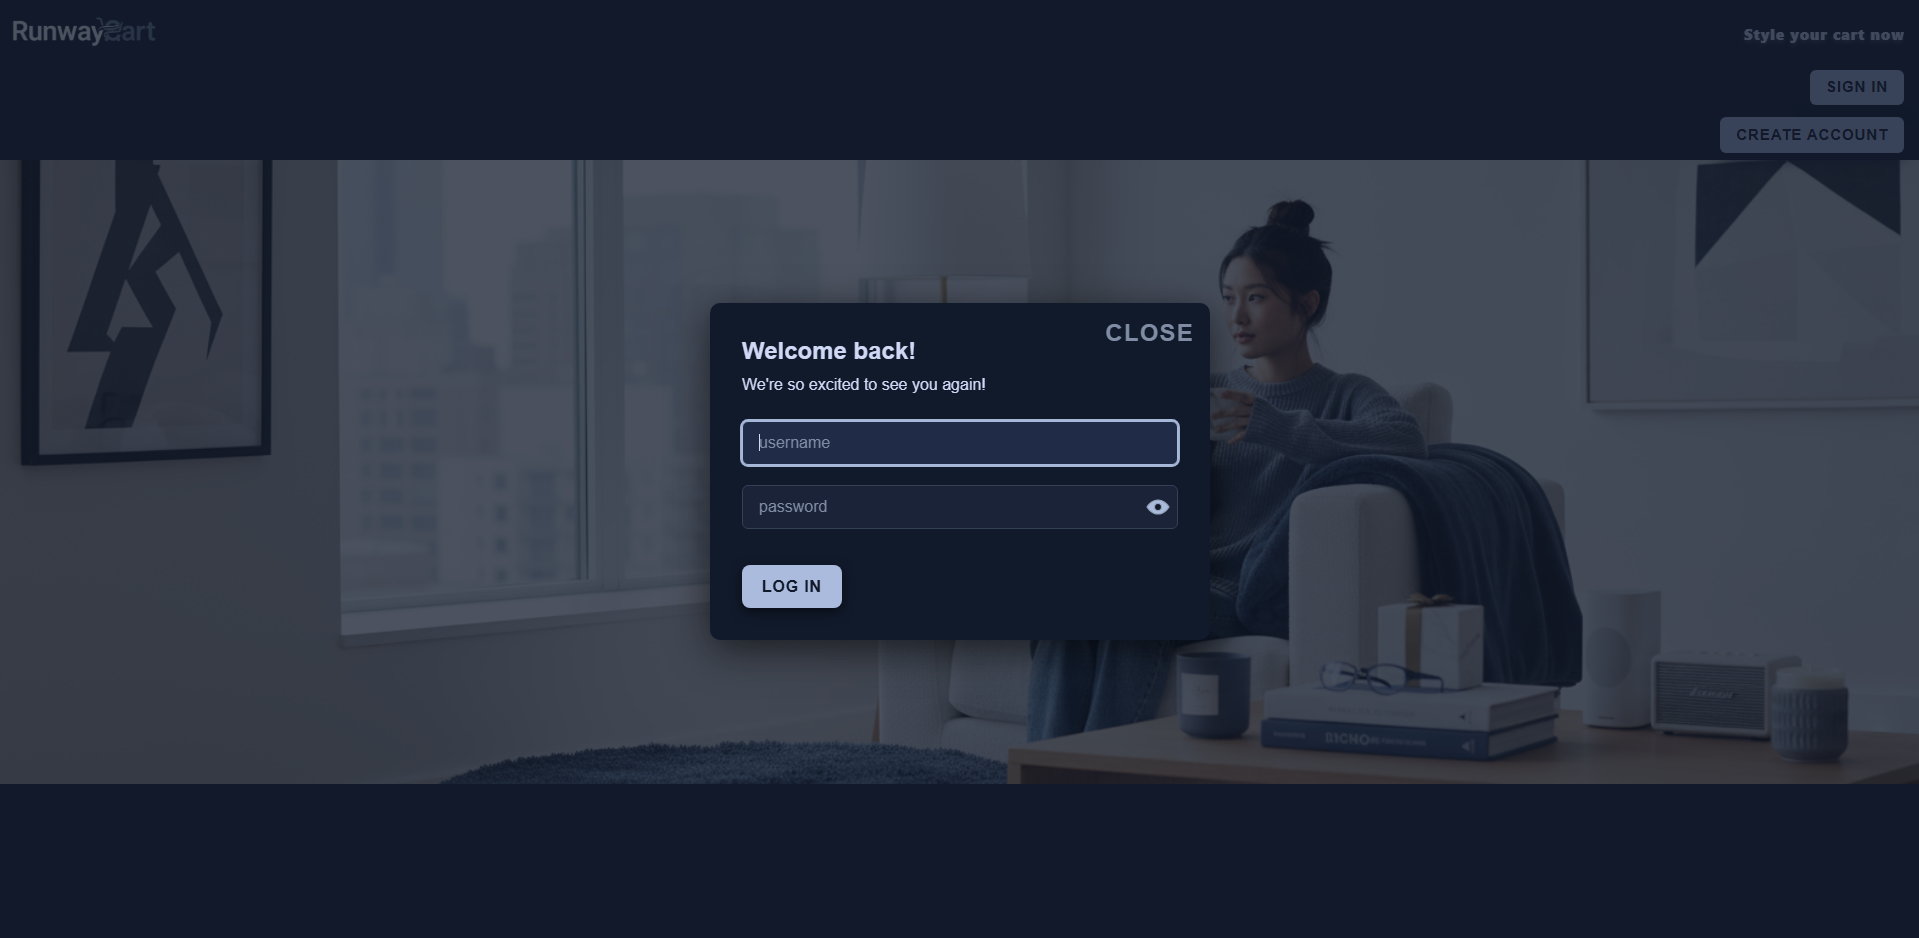 RunwayCart
Style your cart now
SIGN IN
CREATE ACCOUNT
CLOSE
Welcome back!
We're so excited to see you again!
username
password
LOG IN